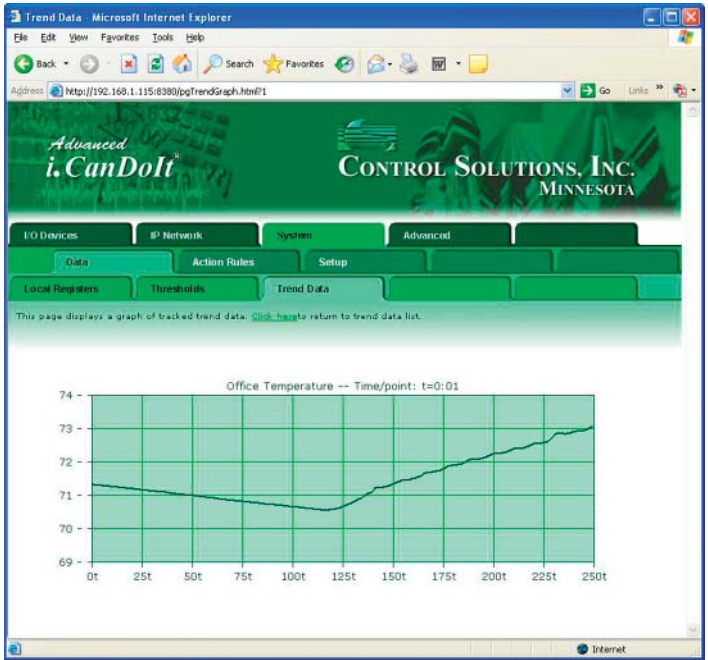 Trend Data - Microsoft Internet Explorer
File Edit View Favorites Tools Help
Back Search Favorites
Address http://192.168.1.115:8380/pgTrendGraph.html?1 Go Links »
Advanced
i.CanDoIt®
CONTROL SOLUTIONS, INC.
MINNESOTA
I/O Devices IP Network System Advanced
Data Action Rules Setup
Local Registers Thresholds Trend Data
This page displays a graph of tracked trend data. Click here to return to trend data list.
Office Temperature -- Time/point: t=0:01
74
73
72
71
70
69
0t 25t 50t 75t 100t 125t 150t 175t 200t 225t 250t
Internet